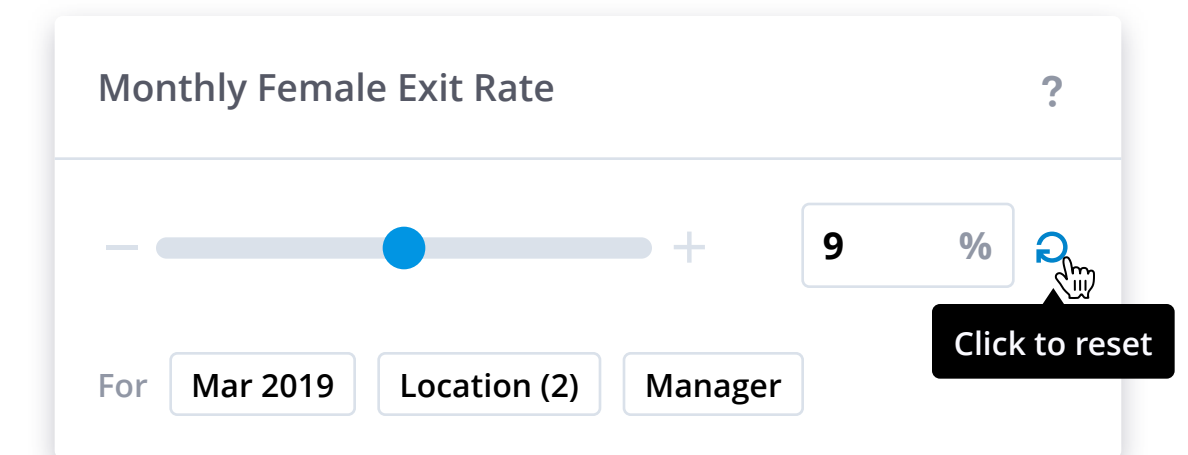 Monthly Female Exit Rate ?
9 %
Click to reset
For Mar 2019 Location (2) Manager